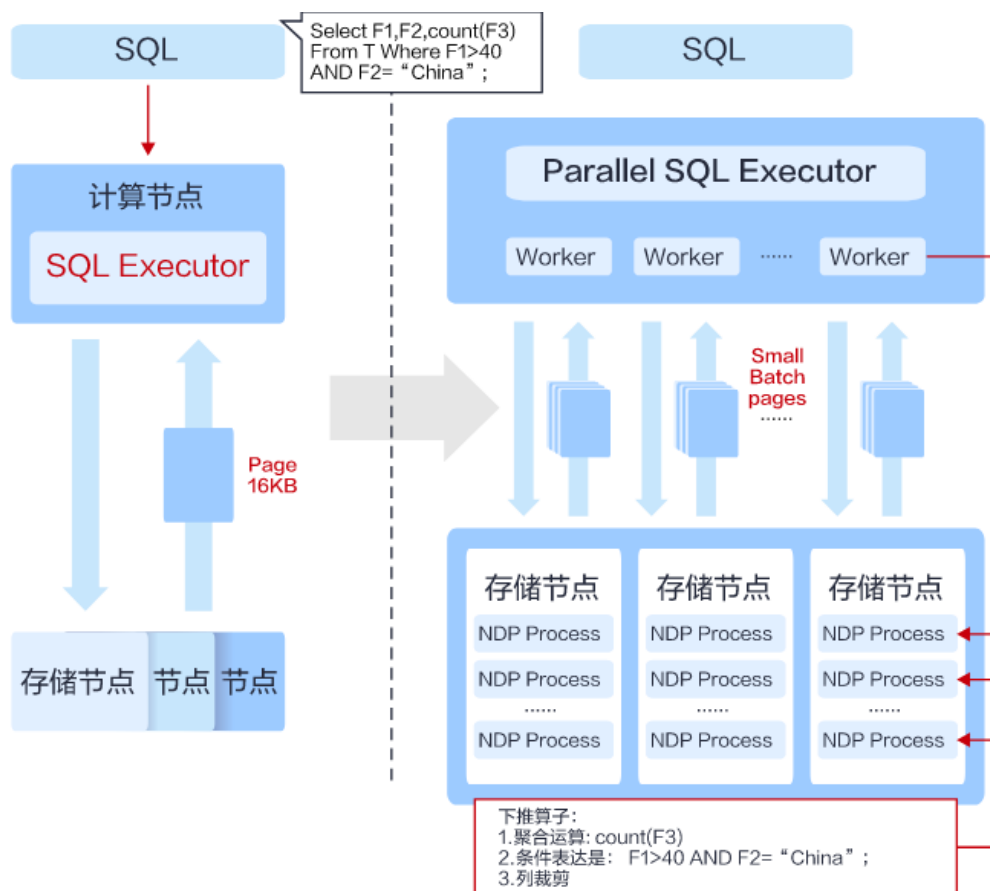 SQL
Select F1,F2,count(F3)
From T Where F1>40
AND F2= “China”;
计算节点
SQL Executor
Page
16KB
存储节点
节点
节点
SQL
Parallel SQL Executor
Worker
Worker
······
Worker
Small
Batch
pages
······
存储节点
NDP Process
NDP Process
······
NDP Process
存储节点
NDP Process
NDP Process
······
NDP Process
存储节点
NDP Process
NDP Process
······
NDP Process
下推算子：
1.聚合运算: count(F3)
2.条件表达是： F1>40 AND F2= “China”;
3.列裁剪